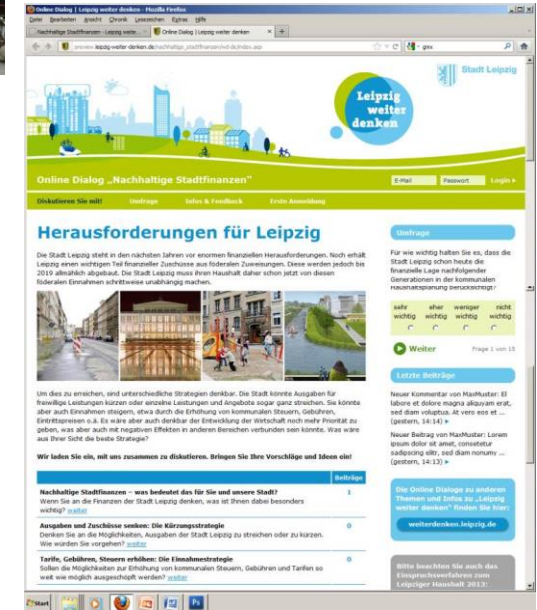 Online Dialog | Leipzig weiter denken - Mozilla Firefox
Datei Bearbeiten Ansicht Chronik Lesezeichen Extras Hilfe
Nachhaltige Stadtfinanzen - Leipzig weite...
Online Dialog | Leipzig weiter denken
gmx
Stadt Leipzig
Leipzig
weiter
denken
Online Dialog „Nachhaltige Stadtfinanzen"
E-Mail Passwort Login
Diskutieren Sie mit! Umfrage Infos & Feedback Erste Anmeldung
Herausforderungen für Leipzig
Die Stadt Leipzig steht in den nächsten Jahren vor enormen finanziellen Herausforderungen. Noch erhält
Leipzig einen wichtigen Teil finanzieller Zuschüsse aus föderalen Zuweisungen. Diese werden jedoch bis
2019 allmählich abgebaut. Die Stadt Leipzig muss ihren Haushalt daher schon jetzt von diesen
föderalen Einnahmen schrittweise unabhängig machen.
Um dies zu erreichen, sind unterschiedliche Strategien denkbar. Die Stadt könnte Ausgaben für
freiwillige Leistungen kürzen oder einzelne Leistungen und Angebote sogar ganz streichen. Sie könnte
aber auch Einnahmen steigern, etwa durch die Erhöhung von kommunalen Steuern, Gebühren,
Eintrittspreisen o.ä. Es wäre aber auch denkbar der Entwicklung der Wirtschaft noch mehr Priorität zu
geben, was aber auch mit negativen Effekten in anderen Bereichen verbunden sein könnte. Was wäre
aus Ihrer Sicht die beste Strategie?
Wir laden Sie ein, mit uns zusammen zu diskutieren. Bringen Sie Ihre Vorschläge und Ideen ein!
Beiträge
Nachhaltige Stadtfinanzen – was bedeutet das für Sie und unsere Stadt? 1
Wenn Sie an die Finanzen der Stadt Leipzig denken, was ist Ihnen dabei besonders
wichtig? weiter
Ausgaben und Zuschüsse senken: Die Kürzungsstrategie 0
Denken Sie an die Möglichkeiten, Ausgaben der Stadt Leipzig zu streichen oder zu kürzen.
Wie würden Sie vorgehen? weiter
Tarife, Gebühren, Steuern erhöhen: Die Einnahmestrategie 0
Sollen die Möglichkeiten zur Erhöhung von kommunalen Steuern, Gebühren und Tarifen so
weit wie möglich ausgeschöpft werden? weiter
Umfrage
Für wie wichtig halten Sie es, dass die
Stadt Leipzig schon heute die
finanzielle Lage nachfolgender
Generationen in der kommunalen
Haushaltsplanung berücksichtigt?
sehr eher weniger nicht
wichtig wichtig wichtig wichtig
Weiter Frage 1 von 15
Letzte Beiträge
Neuer Kommentar von MaxMuster: El
labore et dolore magna aliquyam erat,
sed diam voluptua. At vero eos et ...
(gestern, 14:14)
Neuer Beitrag von MaxMuster: Lorem
ipsum dolor sit amet, consetetur
sadipscing elitr, sed diam nonumy ...
(gestern, 14:13)
Die Online Dialoge zu anderen
Themen und Infos zu „Leipzig
weiter denken" finden Sie hier:
weiterdenken.leipzig.de
Bitte beachten Sie auch das
Einspruchsverfahren zum
Leipziger Haushalt 2013:
Start